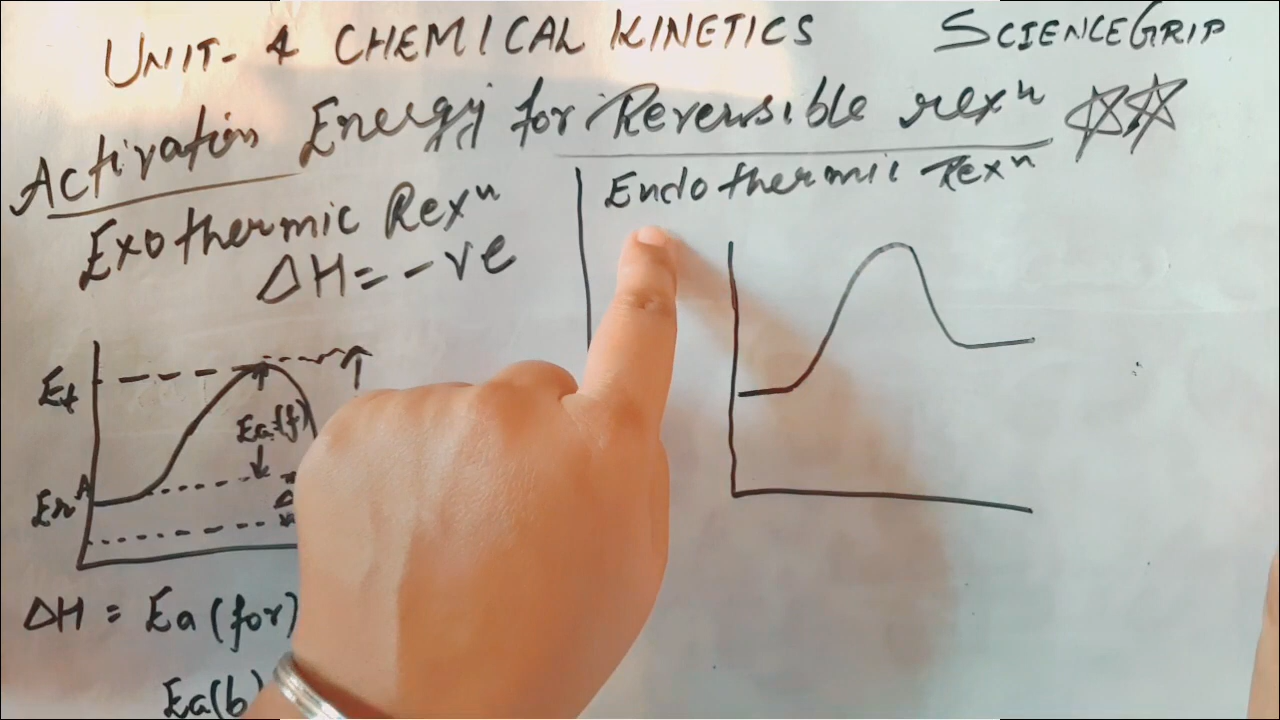 UNIT- 4 CHEMICAL KINETICS SCIENCEGRIP
Activation Energy for Reversible rexⁿ
Exothermic Rexⁿ
ΔH = -ve
Endothermic Rexⁿ
Et
Ea(f)
Er
A
Δ
ΔH = Ea(for)
Ea(b)